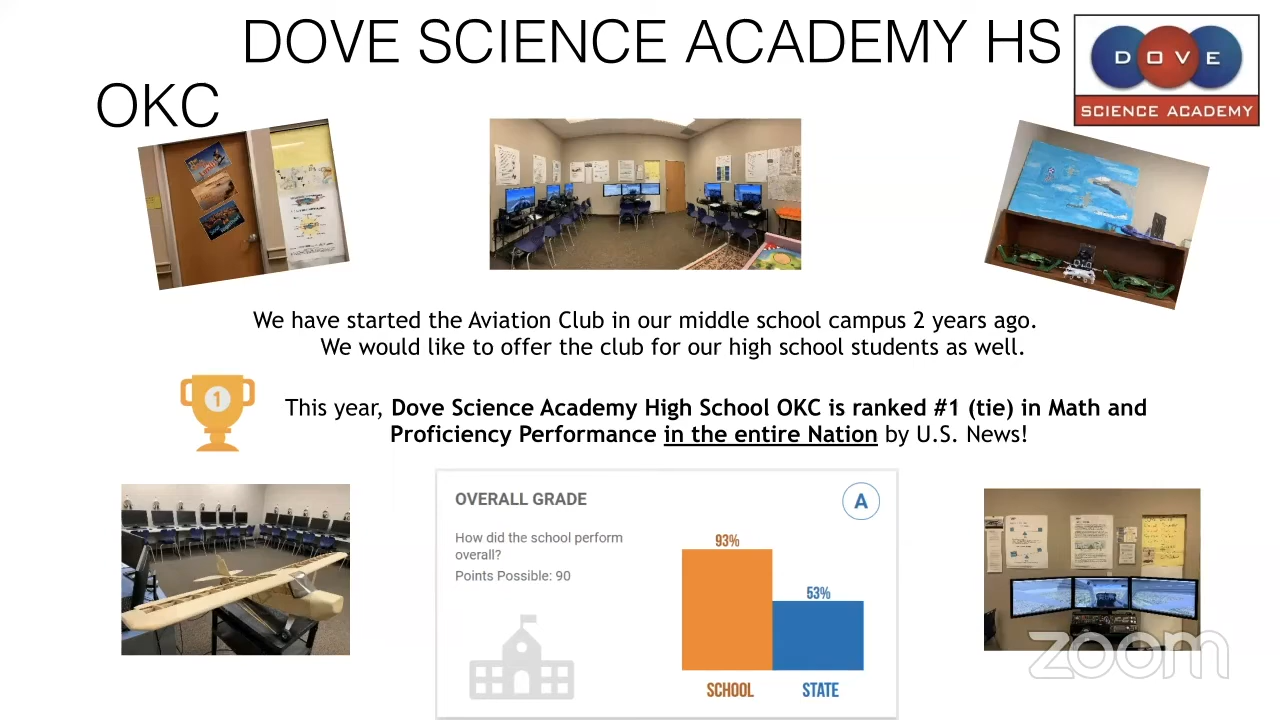 DOVE SCIENCE ACADEMY HS
OKC
DOVE
SCIENCE ACADEMY
We have started the Aviation Club in our middle school campus 2 years ago.
We would like to offer the club for our high school students as well.
1
This year, Dove Science Academy High School OKC is ranked #1 (tie) in Math and
Proficiency Performance in the entire Nation by U.S. News!
OVERALL GRADE
A
How did the school perform
overall?
Points Possible: 90
93%
53%
SCHOOL
STATE
zoom